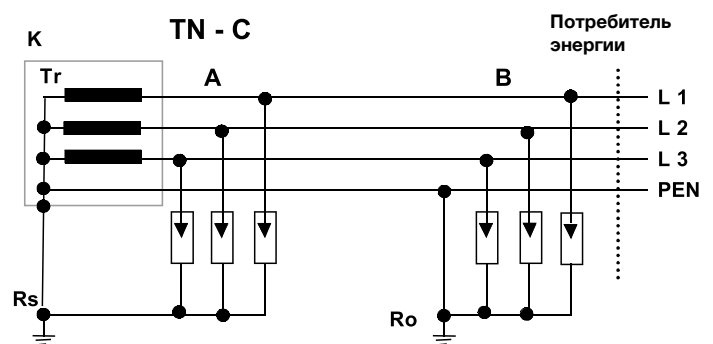 TN - C
Потребитель
энергии
K
Tr
A
B
L 1
L 2
L 3
PEN
Rs
Ro